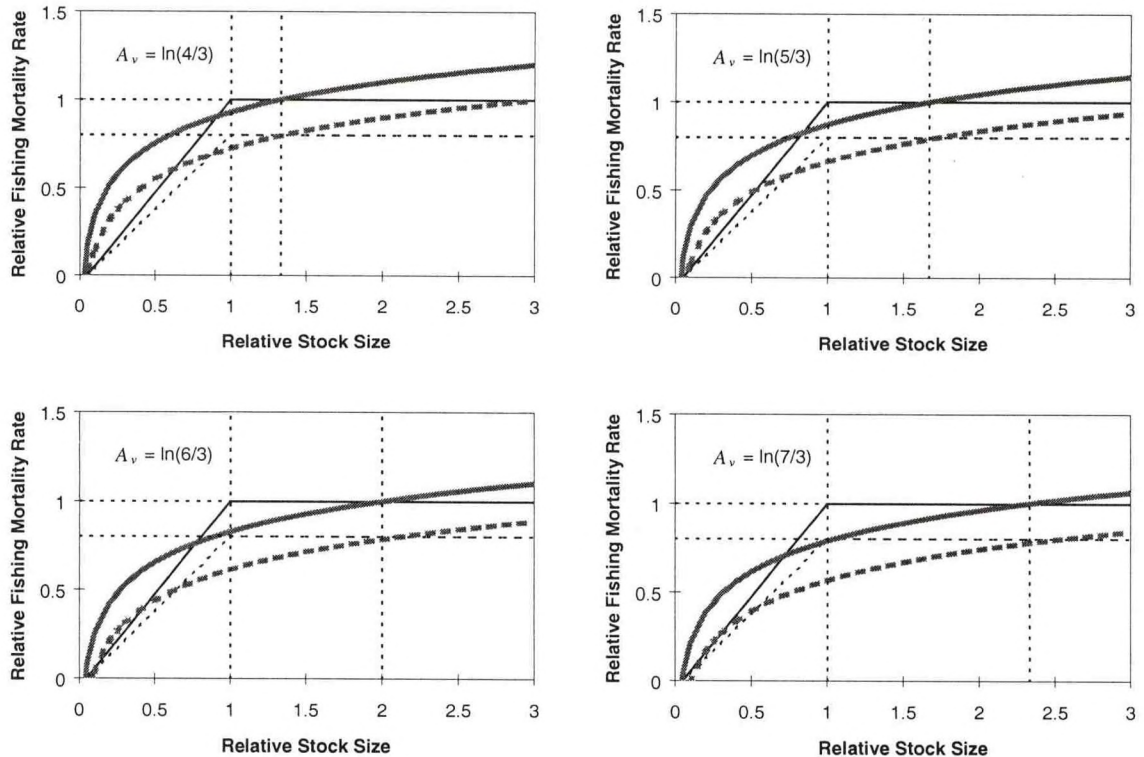 1.5
1
0.5
0
Relative Fishing Mortality Rate
A_v = ln(4/3)
0 0.5 1 1.5 2 2.5 3
Relative Stock Size
1.5
1
0.5
0
Relative Fishing Mortality Rate
A_v = ln(5/3)
0 0.5 1 1.5 2 2.5 3
Relative Stock Size
1.5
1
0.5
0
Relative Fishing Mortality Rate
A_v = ln(6/3)
0 0.5 1 1.5 2 2.5 3
Relative Stock Size
1.5
1
0.5
0
Relative Fishing Mortality Rate
A_v = ln(7/3)
0 0.5 1 1.5 2 2.5 3
Relative Stock Size